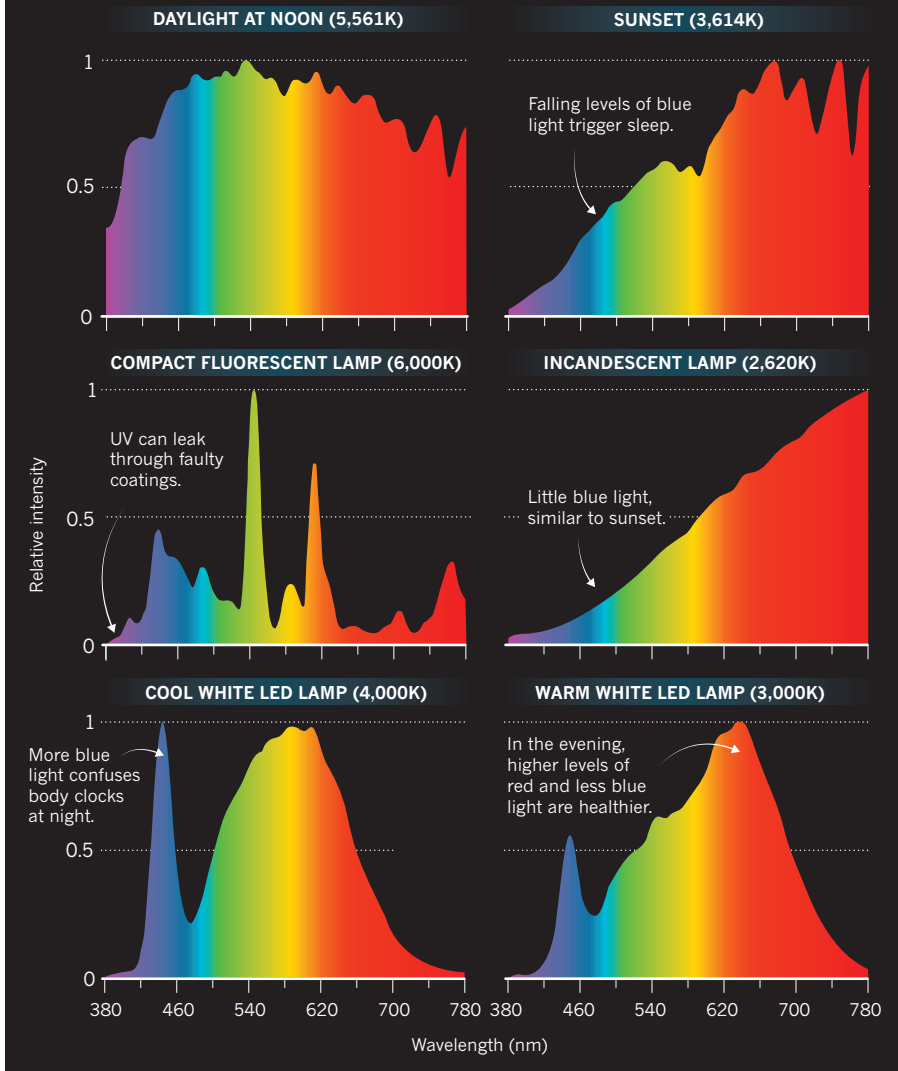 DAYLIGHT AT NOON (5,561K)
1
0.5
0
SUNSET (3,614K)
Falling levels of blue
light trigger sleep.
COMPACT FLUORESCENT LAMP (6,000K)
1
0.5
0
UV can leak
through faulty
coatings.
Relative intensity
INCANDESCENT LAMP (2,620K)
Little blue light,
similar to sunset.
COOL WHITE LED LAMP (4,000K)
1
0.5
0
More blue
light confuses
body clocks
at night.
380 460 540 620 700 780
WARM WHITE LED LAMP (3,000K)
In the evening,
higher levels of
red and less blue
light are healthier.
380 460 540 620 700 780
Wavelength (nm)